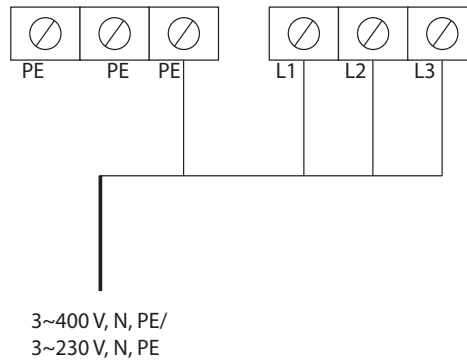 PE PE PE L1 L2 L3
3~400 V, N, PE/
3~230 V, N, PE